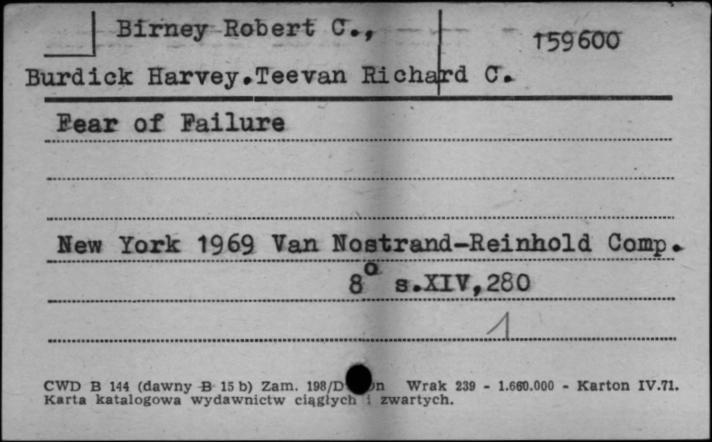 Birney Robert C., 159600
Burdick Harvey.Teevan Richard C.
Fear of Failure
New York 1969 Van Nostrand-Reinhold Comp.
8° s.XIV,280
1
CWD B 144 (dawny B 15 b) Zam. 198/D n Wrak 239 - 1.660.000 - Karton IV.71.
Karta katalogowa wydawnictw ciągłych i zwartych.